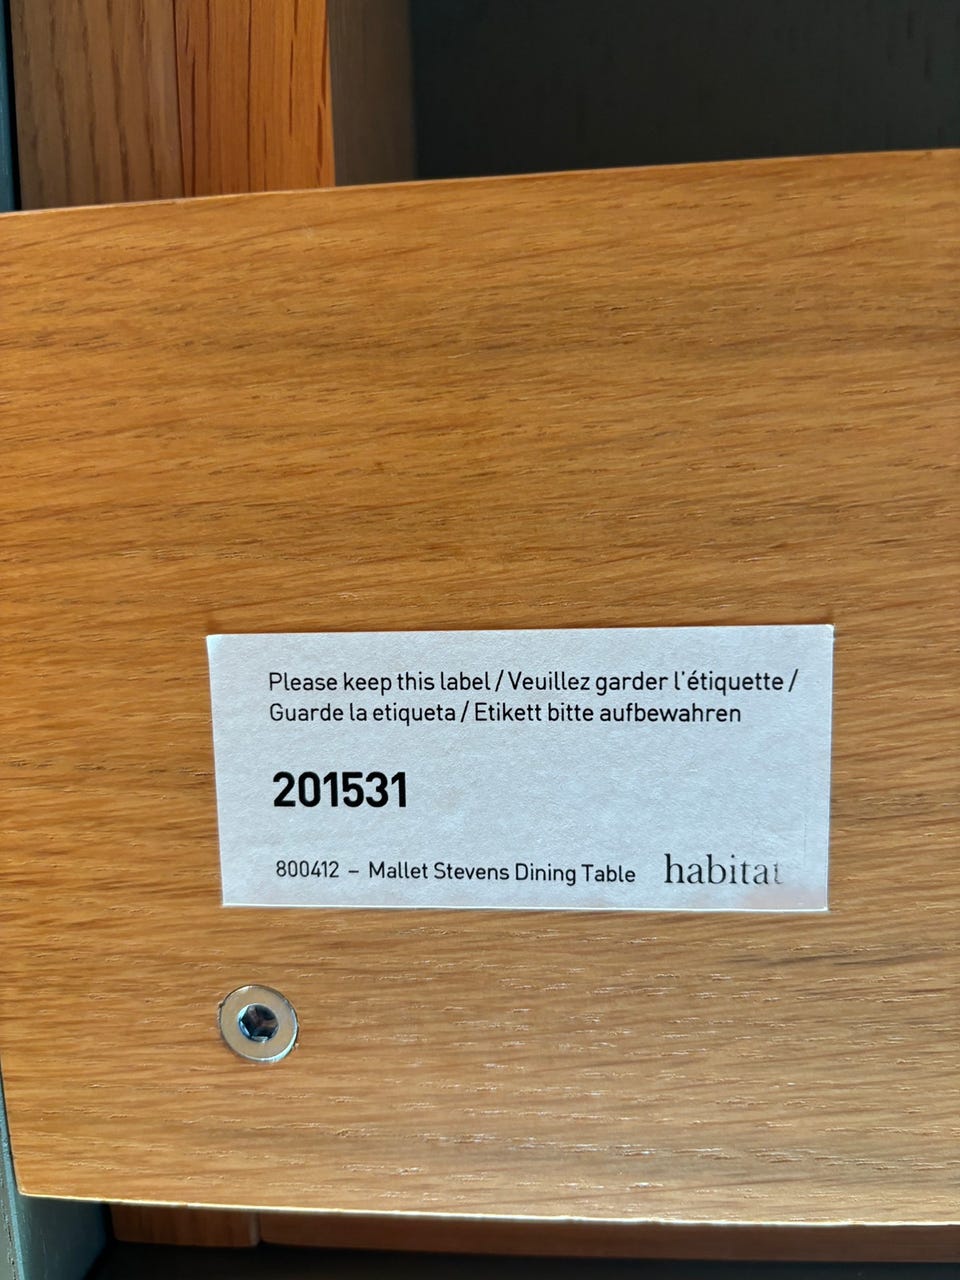 Please keep this label / Veuillez garder l'étiquette /
Guarde la etiqueta / Etikett bitte aufbewahren
201531
800412 – Mallet Stevens Dining Table habitat